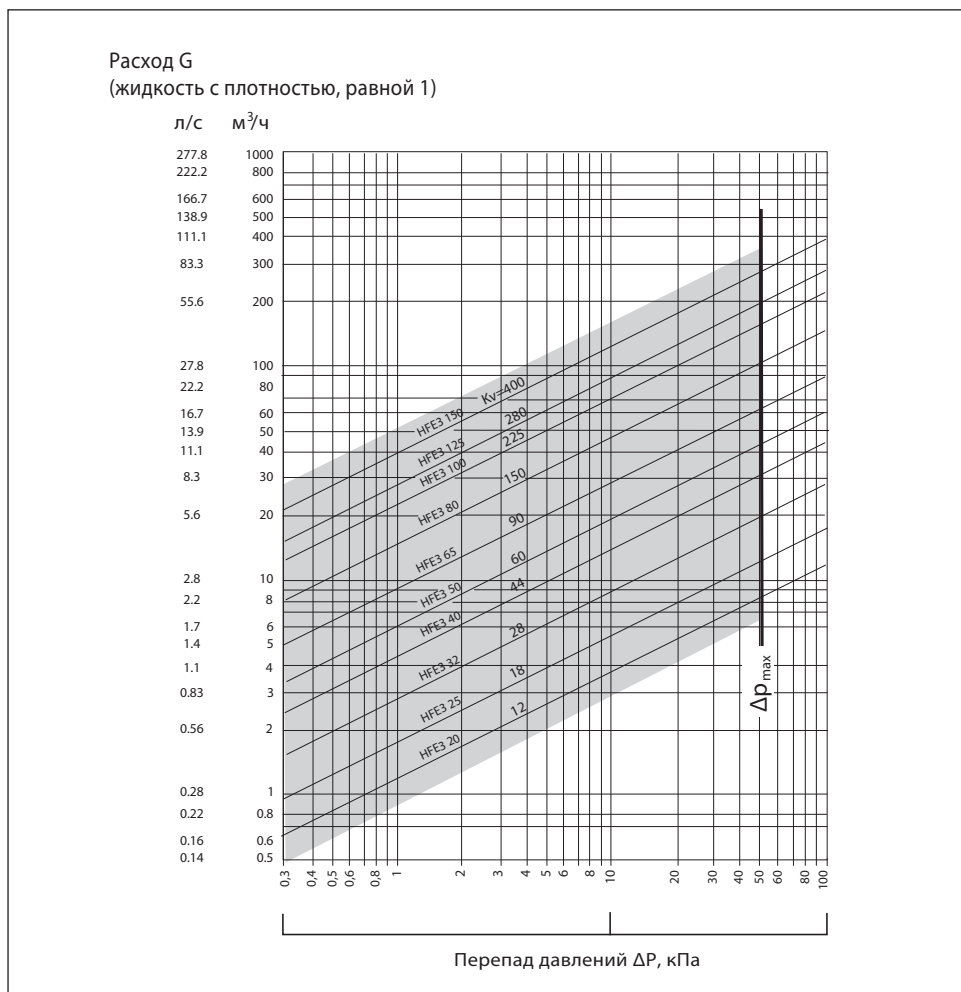 Расход G
(жидкость с плотностью, равной 1)
л/с м³/ч
277.8 1000
222.2 800
166.7 600
138.9 500
111.1 400
83.3 300
55.6 200
27.8 100
22.2 80
16.7 60
13.9 50
11.1 40
8.3 30
5.6 20
2.8 10
2.2 8
1.7 6
1.4 5
1.1 4
0.83 3
0.56 2
0.28 1
0.22 0.8
0.16 0.6
0.14 0.5
HFE3 150 Kv=400
HFE3 125 280
HFE3 100 225
HFE3 80 150
HFE3 65 90
HFE3 50 60
HFE3 40 44
HFE3 32 28
HFE3 25 18
HFE3 20 12
Δpmax
0,3 0,4 0,5 0,6 0,8 1 2 3 4 5 6 8 10 20 30 40 50 60 80 100
Перепад давлений ΔP, кПа